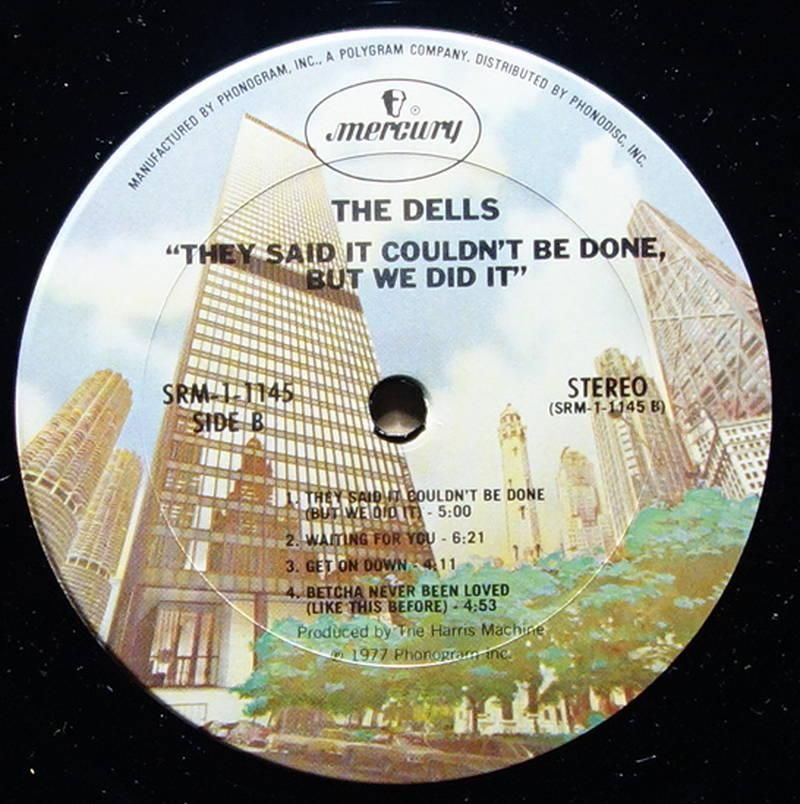 MANUFACTURED BY PHONOGRAM, INC., A POLYGRAM COMPANY. DISTRIBUTED BY PHONODISC, INC.
mercury
THE DELLS
“THEY SAID IT COULDN’T BE DONE,
BUT WE DID IT”
SRM-1-1145
SIDE B
STEREO
(SRM-1-1145 B)
1. THEY SAID IT COULDN’T BE DONE
(BUT WE DID IT) - 5:00
2. WAITING FOR YOU - 6:21
3. GET ON DOWN - 4:11
4. BETCHA NEVER BEEN LOVED
(LIKE THIS BEFORE) - 4:53
Produced by The Harris Machine
℗ 1977 Phonogram Inc.